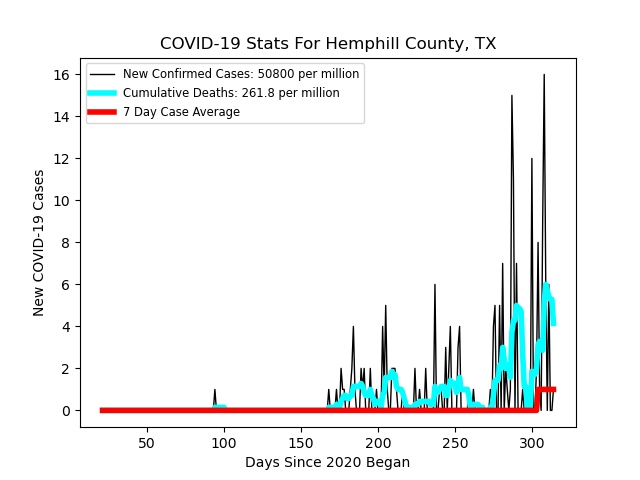 COVID-19 Stats For Hemphill County, TX
New Confirmed Cases: 50800 per million
Cumulative Deaths: 261.8 per million
7 Day Case Average
New COVID-19 Cases
16
14
12
10
8
6
4
2
0
50 100 150 200 250 300
Days Since 2020 Began